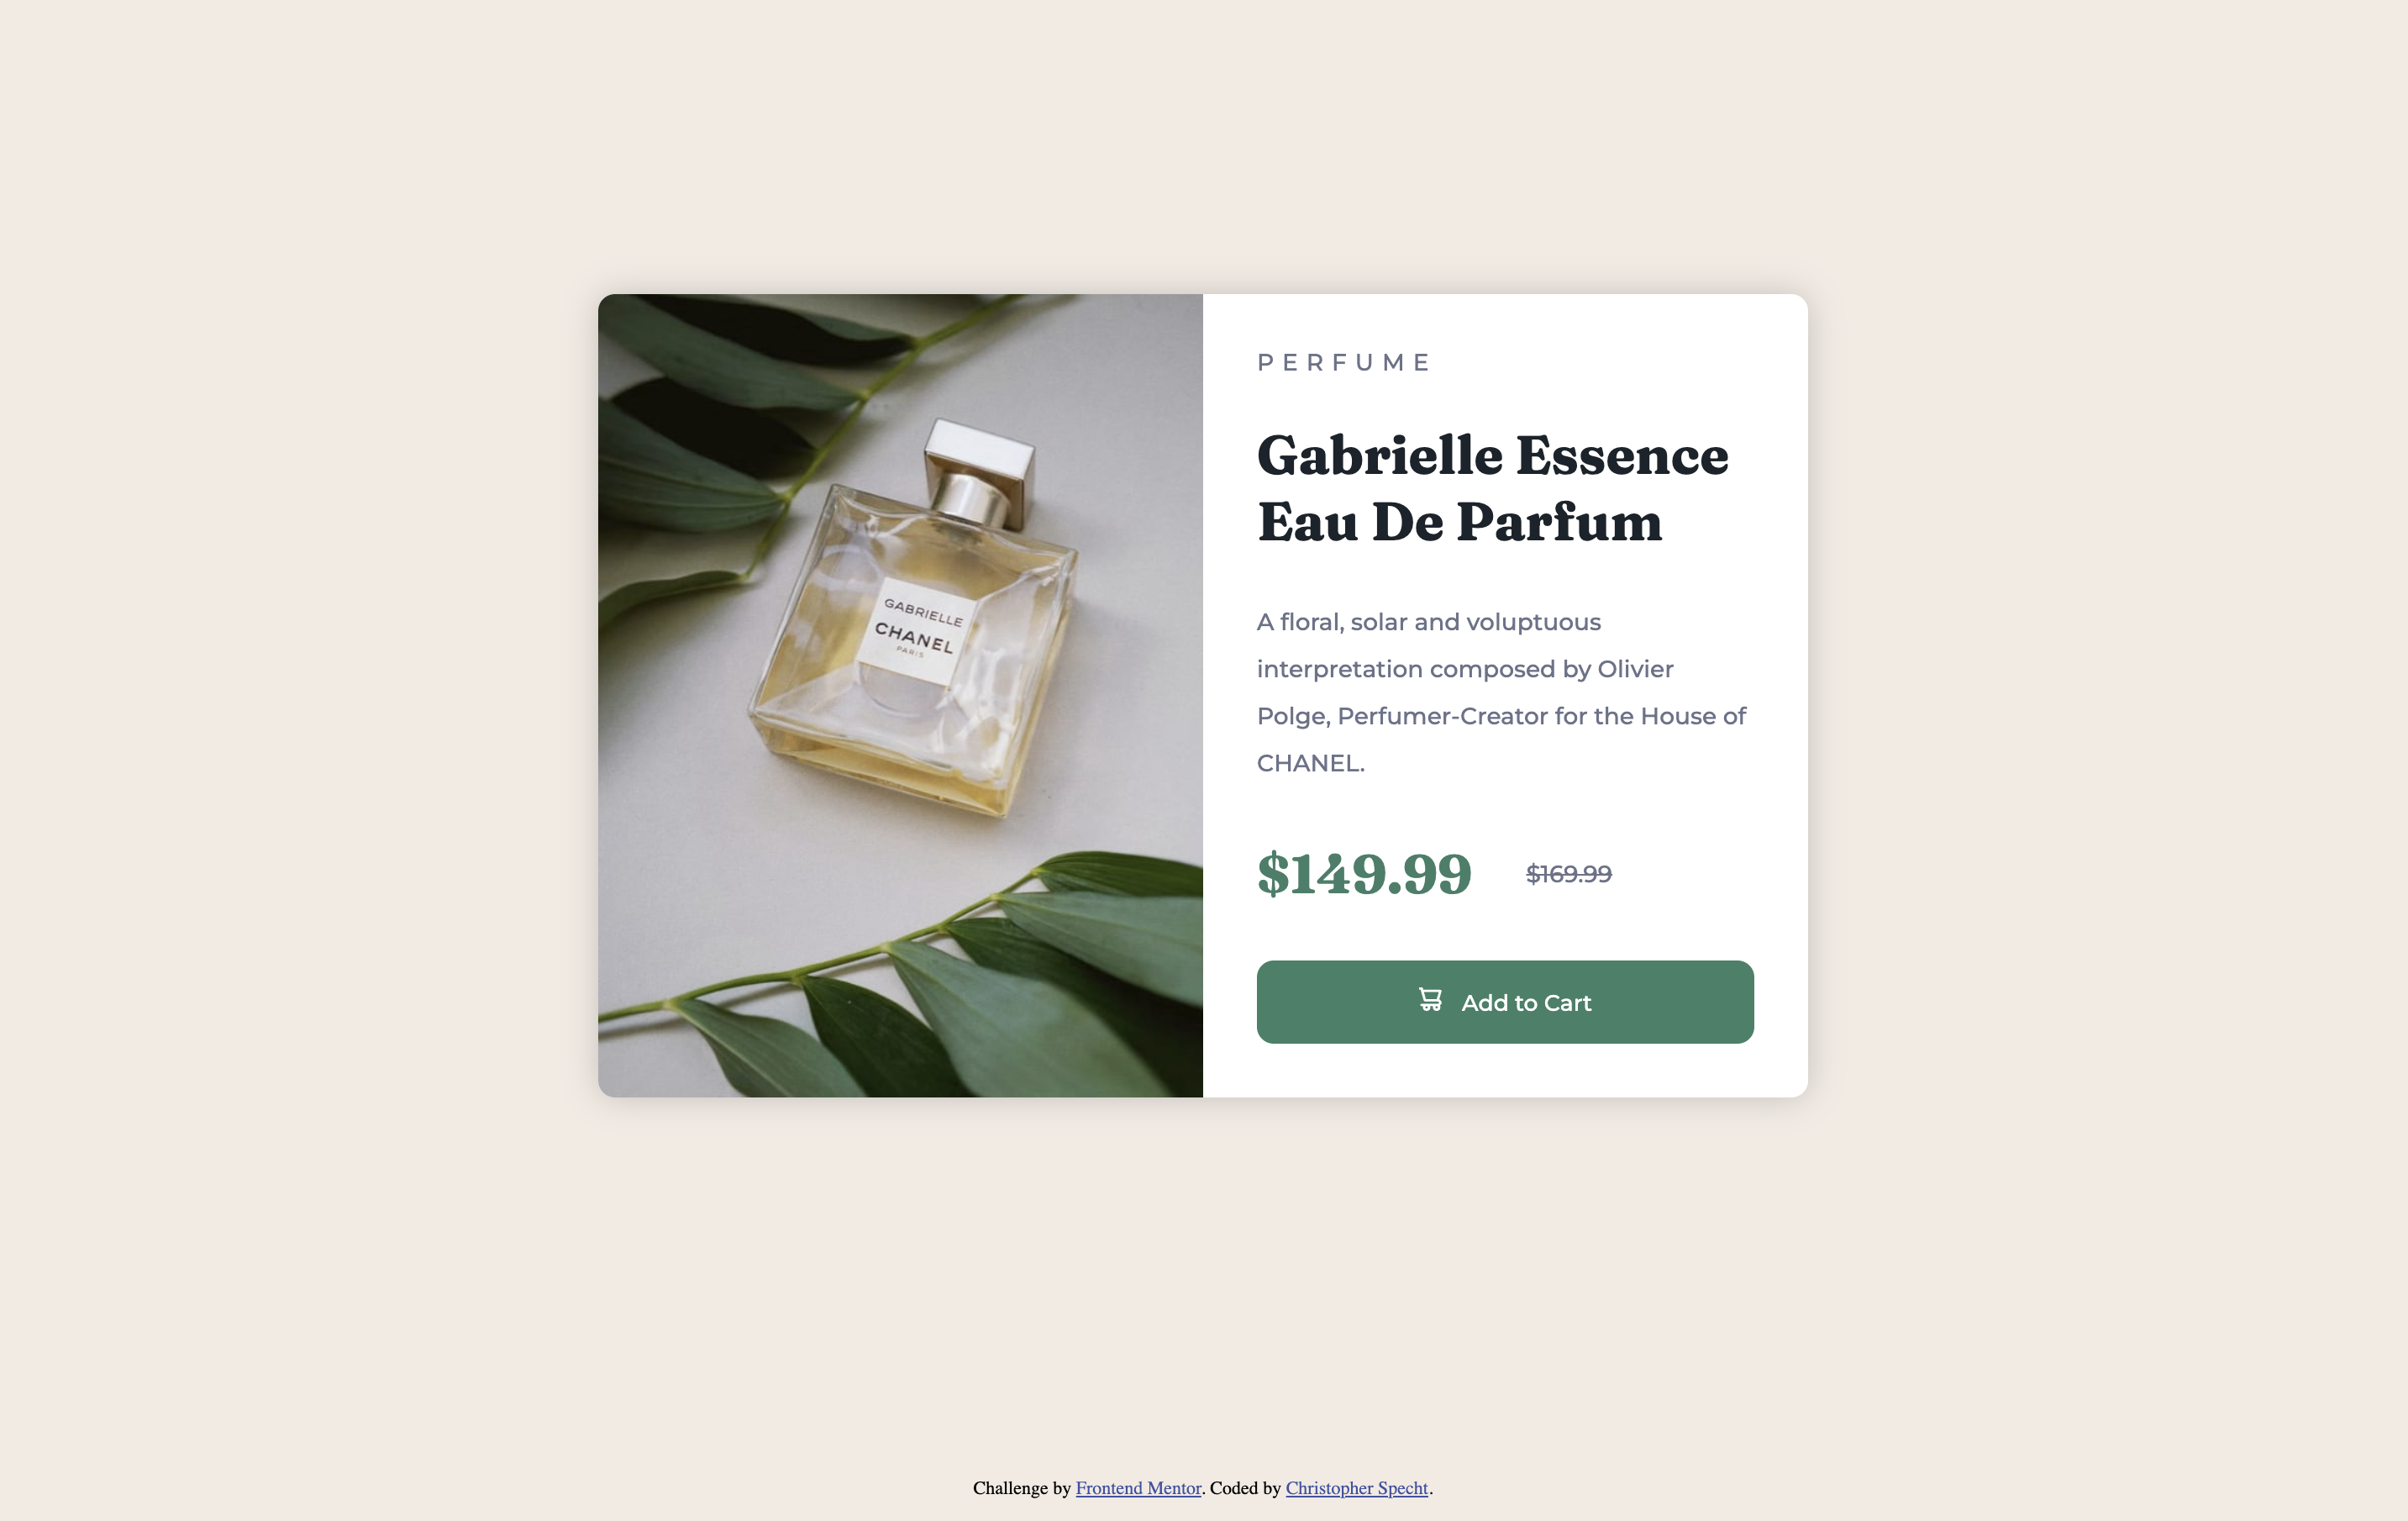 GABRIELLE
CHANEL
PARIS
PERFUME
Gabrielle Essence
Eau De Parfum
A floral, solar and voluptuous
interpretation composed by Olivier
Polge, Perfumer-Creator for the House of
CHANEL.
$149.99 $169.99
Add to Cart
Challenge by Frontend Mentor. Coded by Christopher Specht.